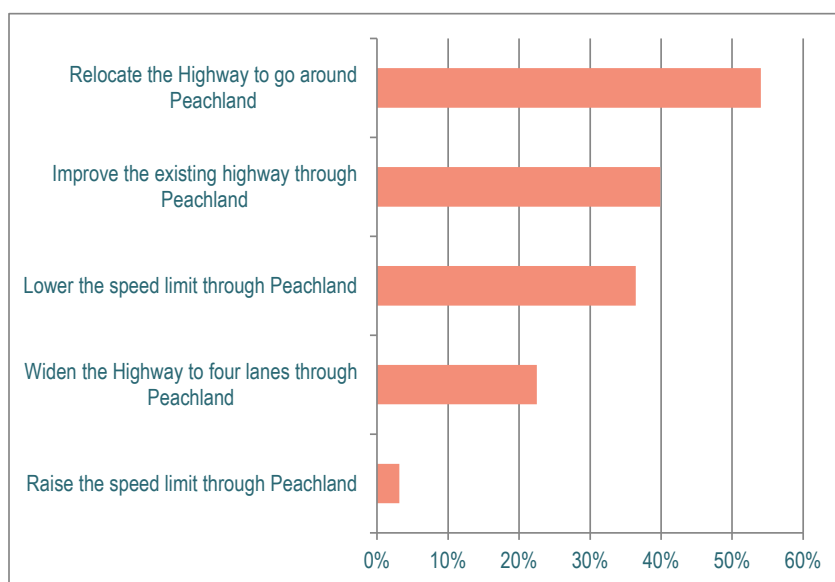 Relocate the Highway to go around
Peachland
Improve the existing highway through
Peachland
Lower the speed limit through Peachland
Widen the Highway to four lanes through
Peachland
Raise the speed limit through Peachland
0% 10% 20% 30% 40% 50% 60%